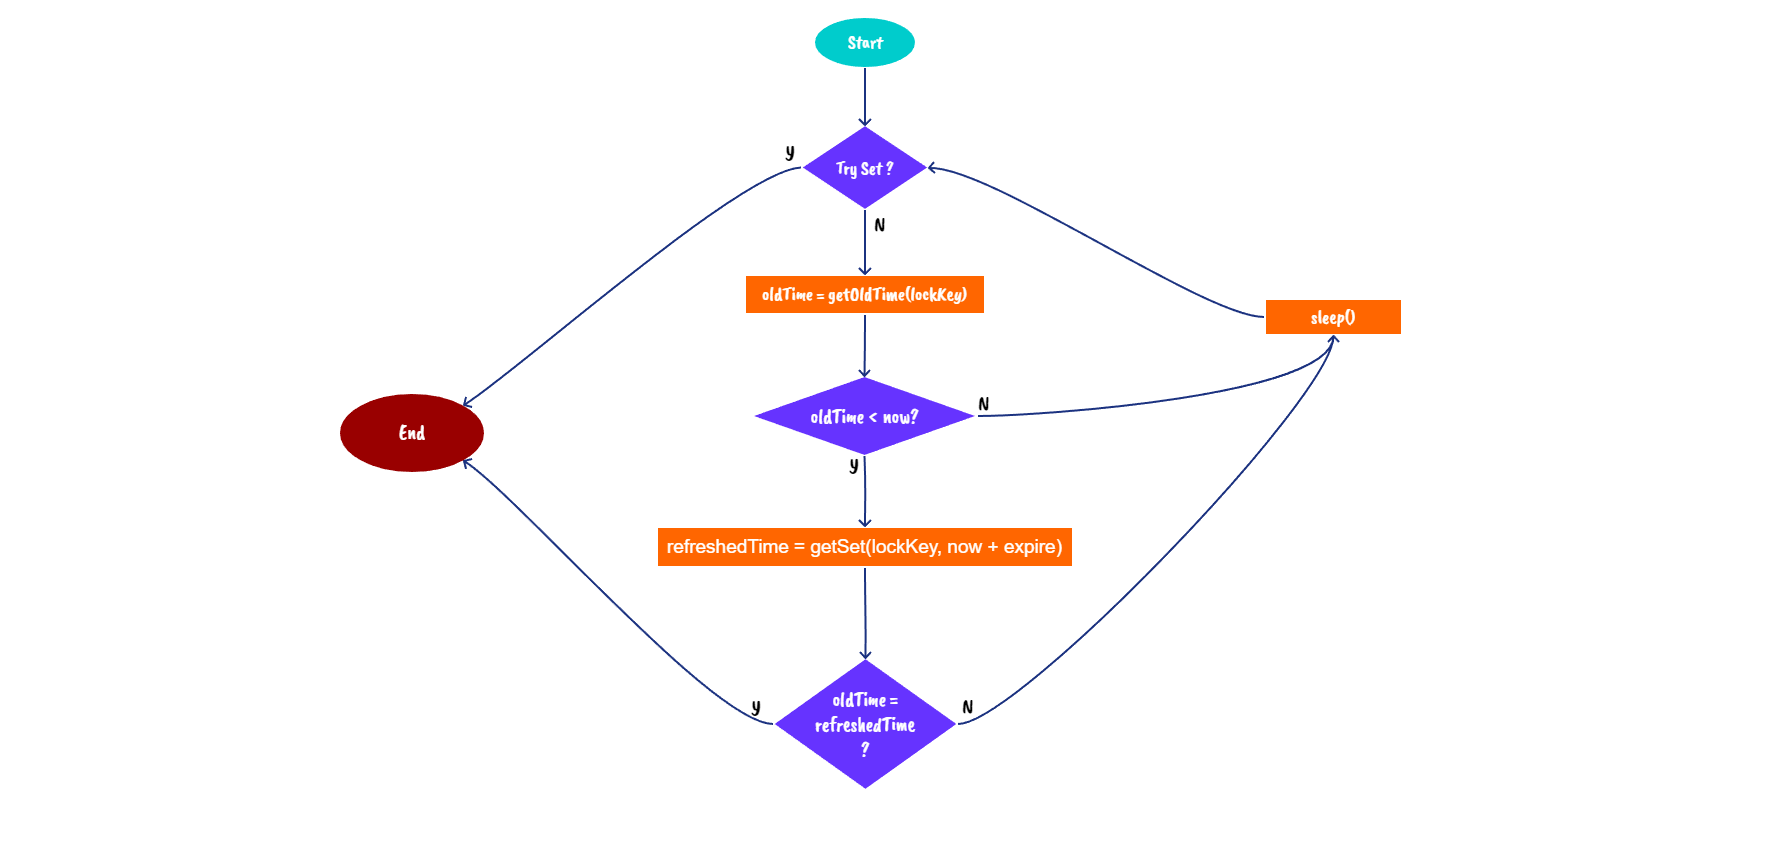 Start
Y
Try Set ?
N
oldTime = getOldTime(lockKey)
sleep()
N
oldTime < now?
End
Y
refreshedTime = getSet(lockKey, now + expire)
Y
oldTime =
refreshedTime
?
N